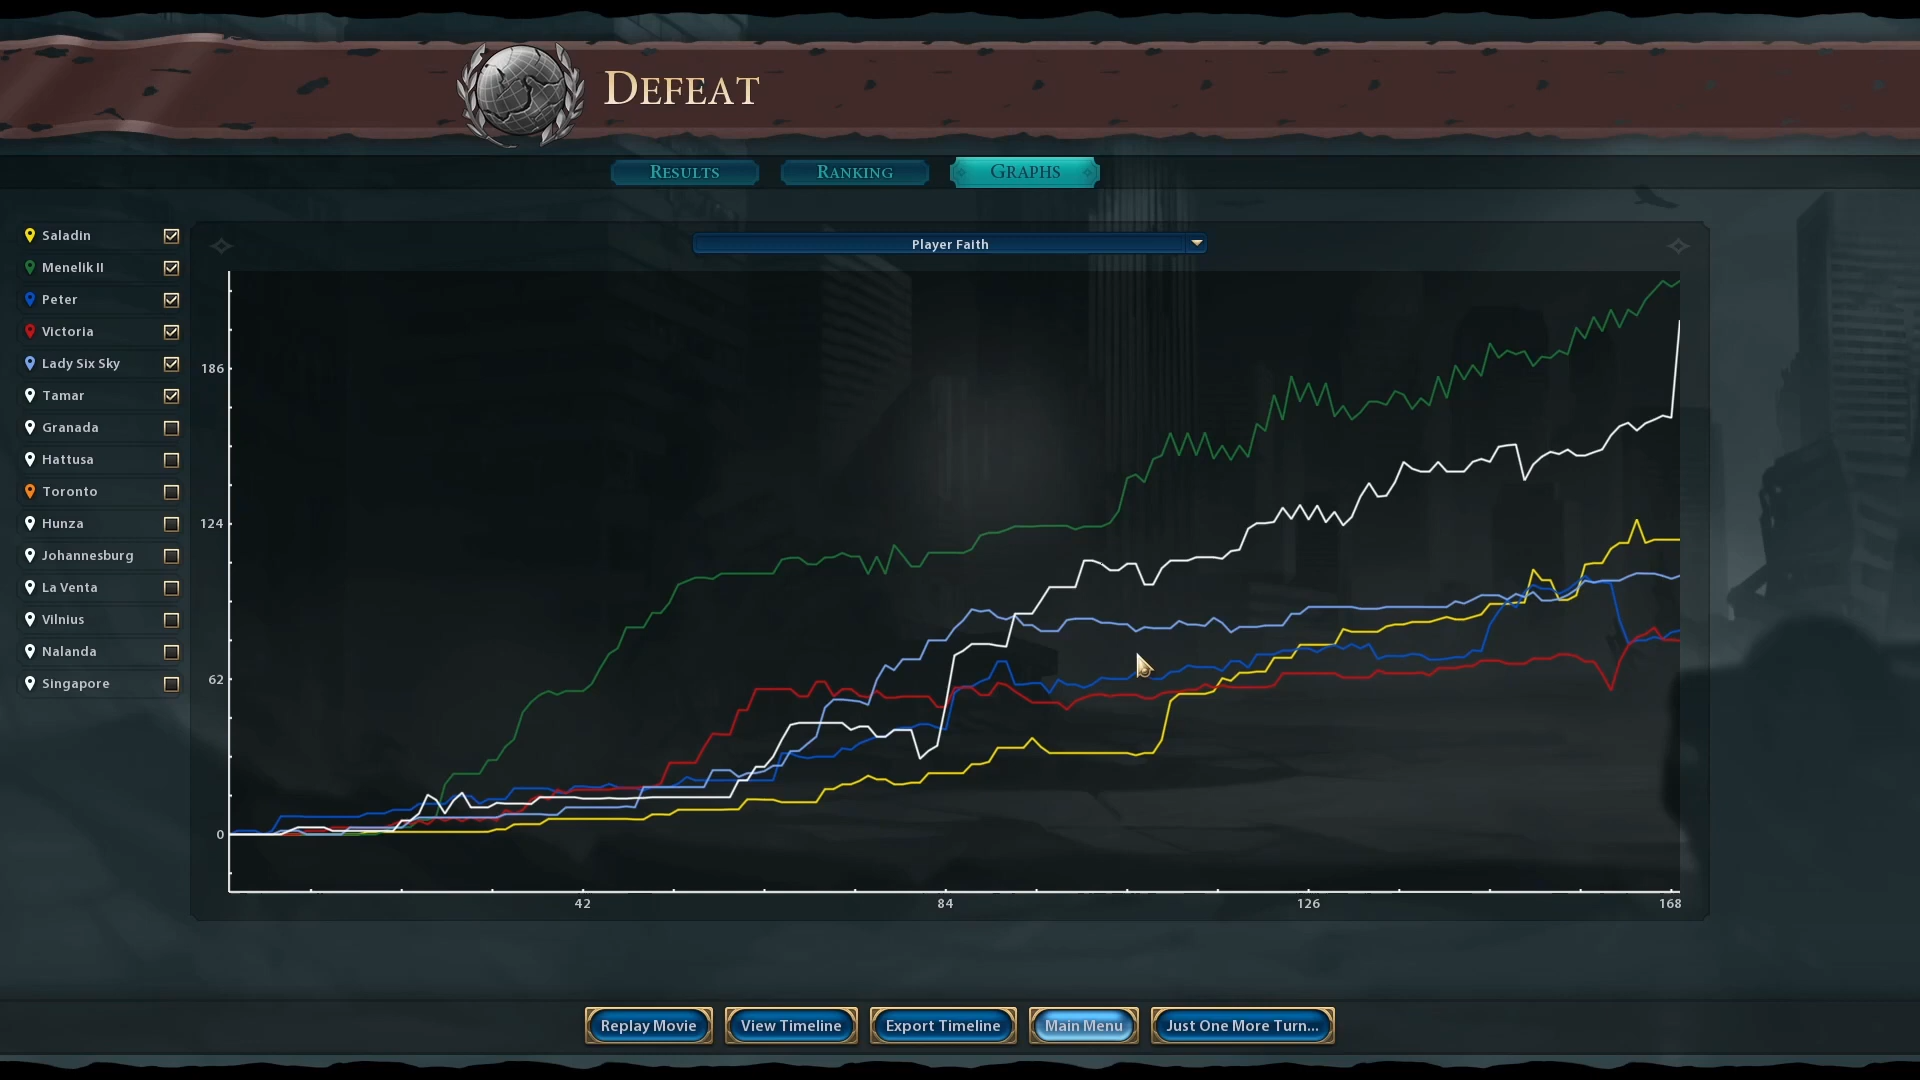 DEFEAT
RESULTS
RANKING
GRAPHS
Saladin
Menelik II
Peter
Victoria
Lady Six Sky
Tamar
Granada
Hattusa
Toronto
Hunza
Johannesburg
La Venta
Vilnius
Nalanda
Singapore
Player Faith
186
124
62
0
42
84
126
168
Replay Movie
View Timeline
Export Timeline
Main Menu
Just One More Turn...